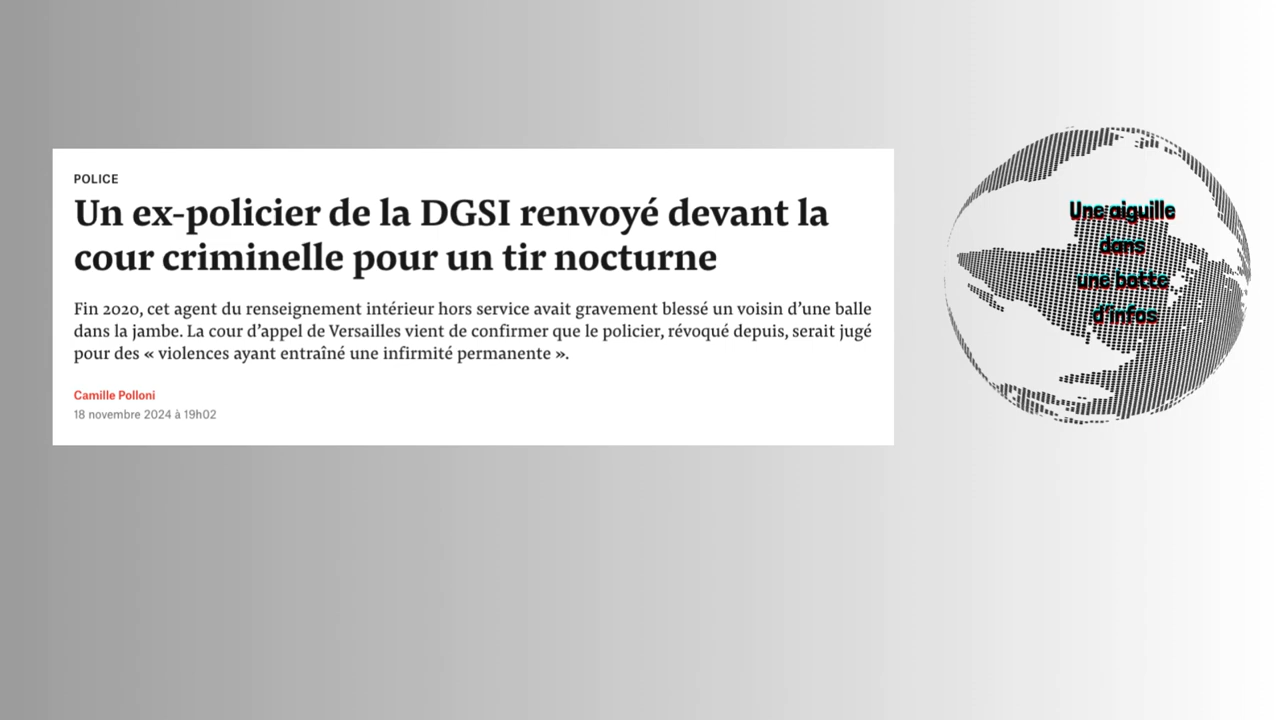 POLICE
Un ex-policier de la DGSI renvoyé devant la
cour criminelle pour un tir nocturne
Fin 2020, cet agent du renseignement intérieur hors service avait gravement blessé un voisin d’une balle
dans la jambe. La cour d’appel de Versailles vient de confirmer que le policier, révoqué depuis, serait jugé
pour des « violences ayant entraîné une infirmité permanente ».
Camille Polloni
18 novembre 2024 à 19h02
Une aiguille
dans
une botte
d'infos